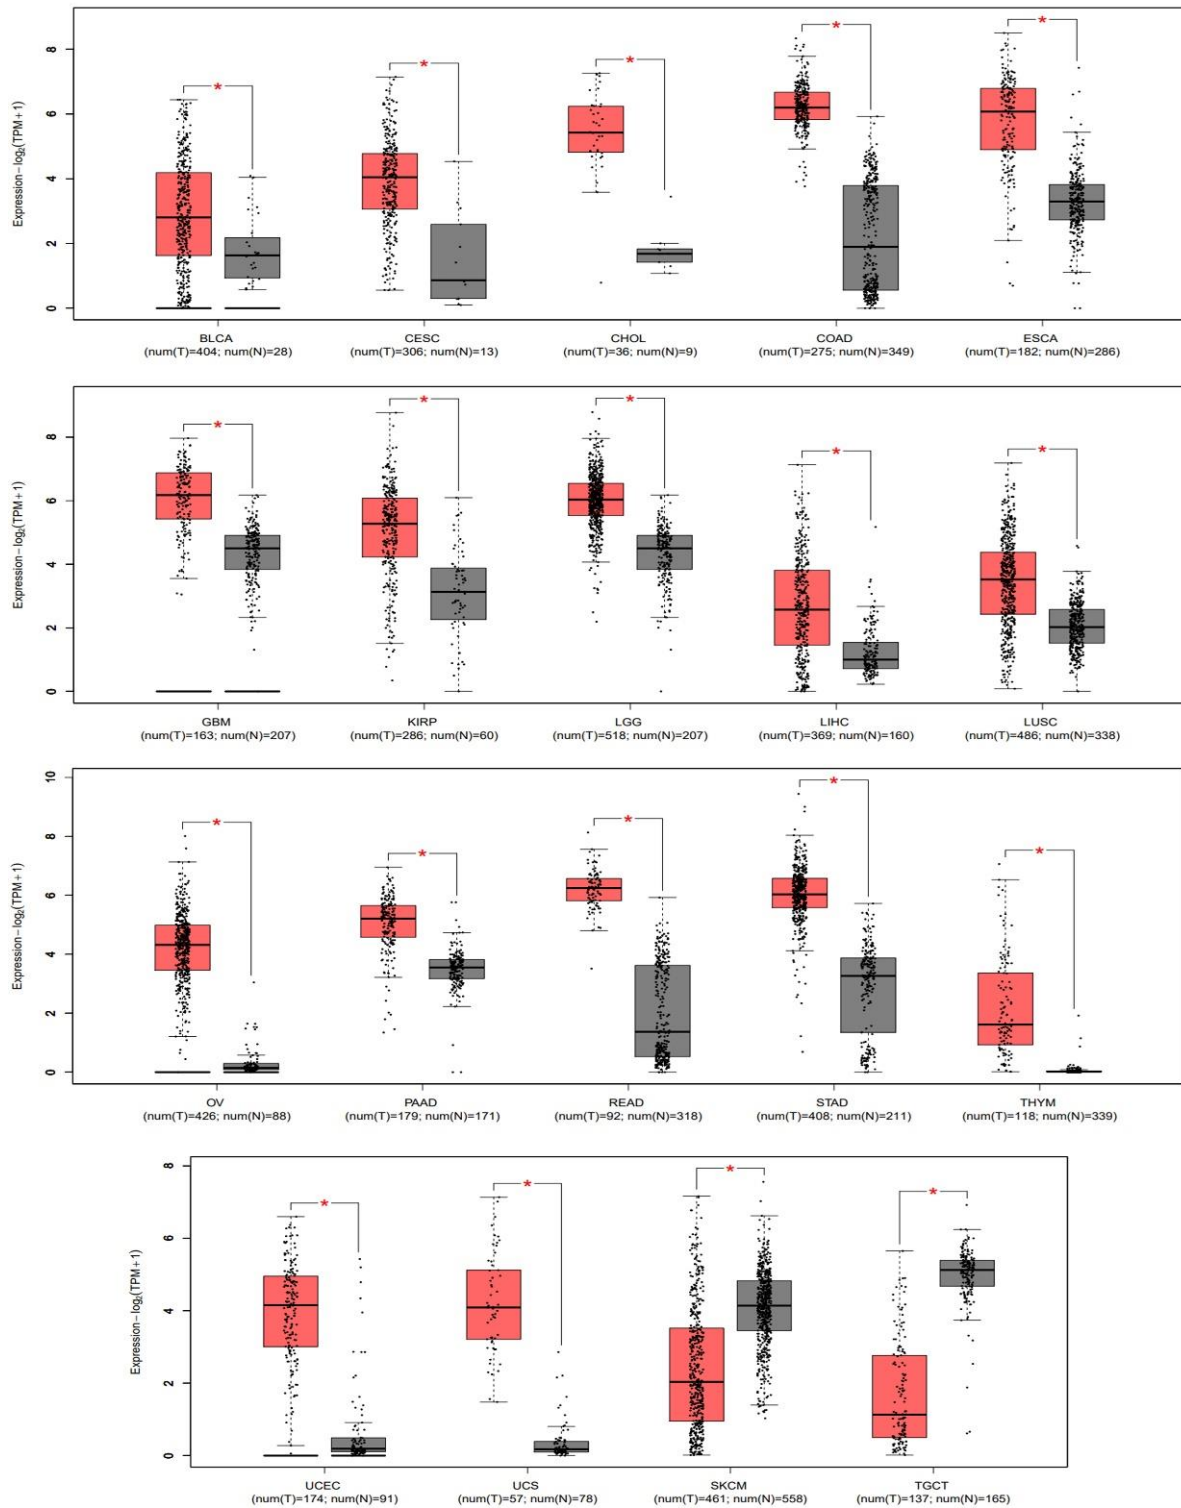 Expression−log₂(TPM+1)
8
6
4
2
0
* * * * *
BLCA CESC CHOL COAD ESCA
(num(T)=404; num(N)=28) (num(T)=306; num(N)=13) (num(T)=36; num(N)=9) (num(T)=275; num(N)=349) (num(T)=182; num(N)=286)
Expression−log₂(TPM+1)
8
6
4
2
0
* * * * *
GBM KIRP LGG LIHC LUSC
(num(T)=163; num(N)=207) (num(T)=286; num(N)=60) (num(T)=518; num(N)=207) (num(T)=369; num(N)=160) (num(T)=486; num(N)=338)
Expression−log₂(TPM+1)
10
8
6
4
2
0
* * * * *
OV PAAD READ STAD THYM
(num(T)=426; num(N)=88) (num(T)=179; num(N)=171) (num(T)=92; num(N)=318) (num(T)=408; num(N)=211) (num(T)=118; num(N)=339)
Expression−log₂(TPM+1)
8
6
4
2
0
* * * *
UCEC UCS SKCM TGCT
(num(T)=174; num(N)=91) (num(T)=57; num(N)=78) (num(T)=461; num(N)=558) (num(T)=137; num(N)=165)